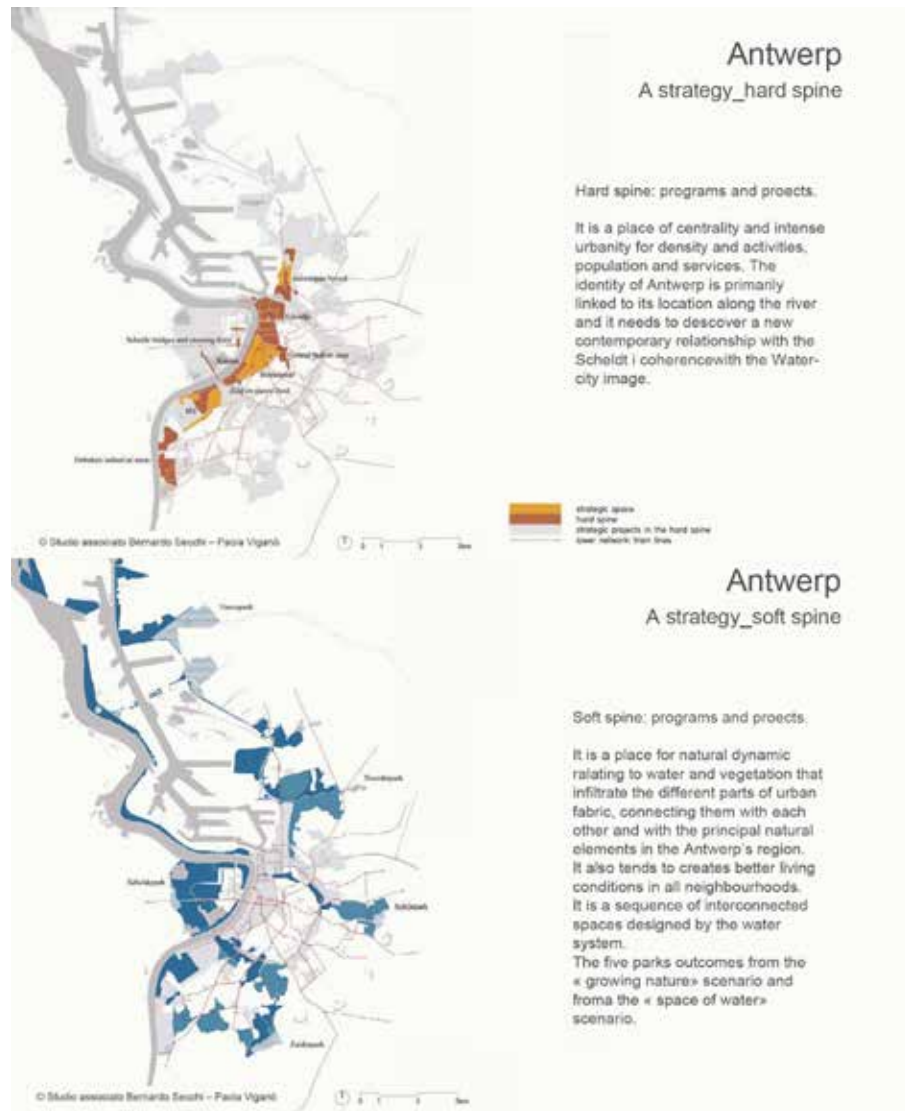 Antwerp
A strategy_hard spine
Hard spine: programs and proects.
It is a place of centrality and intense
urbanity for density and activities,
population and services. The
identity of Antwerp is primarily
linked to its location along the river
and it needs to descover a new
contemporary relationship with the
Scheldt i coherencewith the Water-
city image.
strategic space
hard spine
strategic projects in the hard spine
lower network train lines
© Studio associato Bernardo Secchi – Paola Viganò
Antwerp
A strategy_soft spine
Soft spine: programs and proects.
It is a place for natural dynamic
ralating to water and vegetation that
infiltrate the different parts of urban
fabric, connecting them with each
other and with the principal natural
elements in the Antwerp's region.
It also tends to creates better living
conditions in all neighbourhoods.
It is a sequence of interconnected
spaces designed by the water
system.
The five parks outcomes from the
« growing nature» scenario and
froma the « space of water»
scenario.
© Studio associato Bernardo Secchi – Paola Viganò